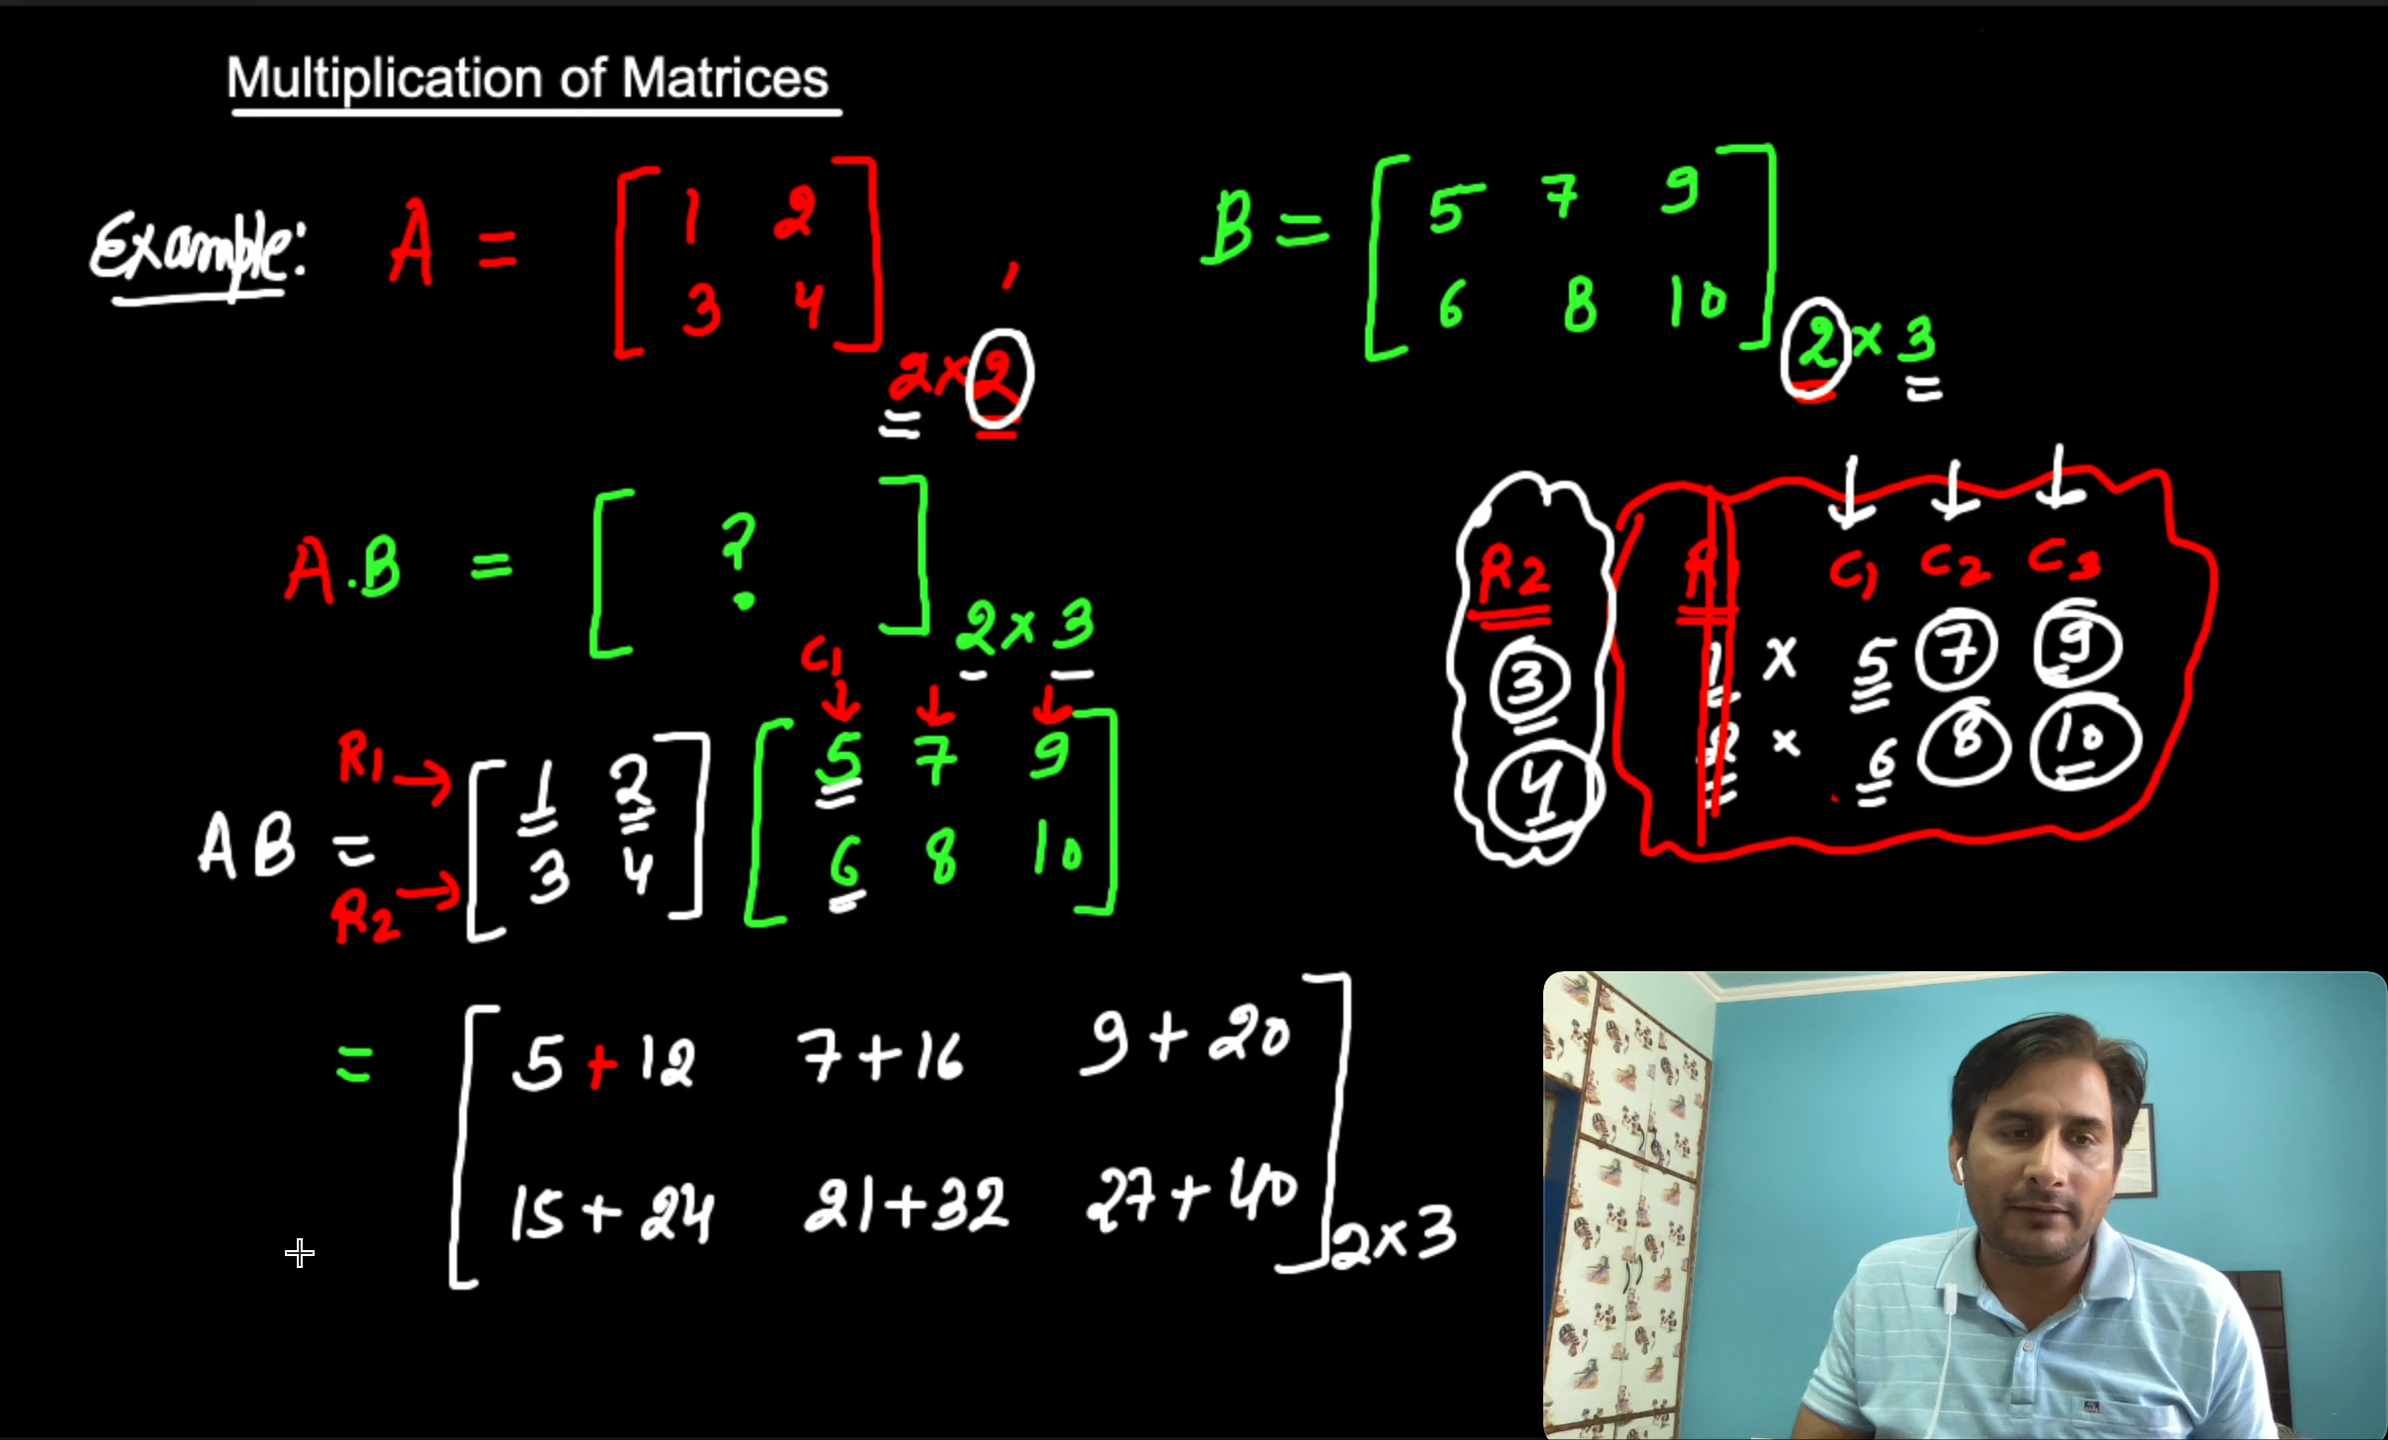 Multiplication of Matrices
Example: A = [ 1 2
3 4 ] 2×2 ,
B = [ 5 7 9
6 8 10 ] 2×3
A.B = [ ? ] 2×3
R2 C1 C2 C3
3 1 × 5 7 9
4 2 × 6 8 10
C1
R1 → [ 1 2 [ 5 7 9
AB =
R2 → 3 4 ] 6 8 10 ]
= [ 5+12 7+16 9+20
15+24 21+32 27+40 ] 2×3